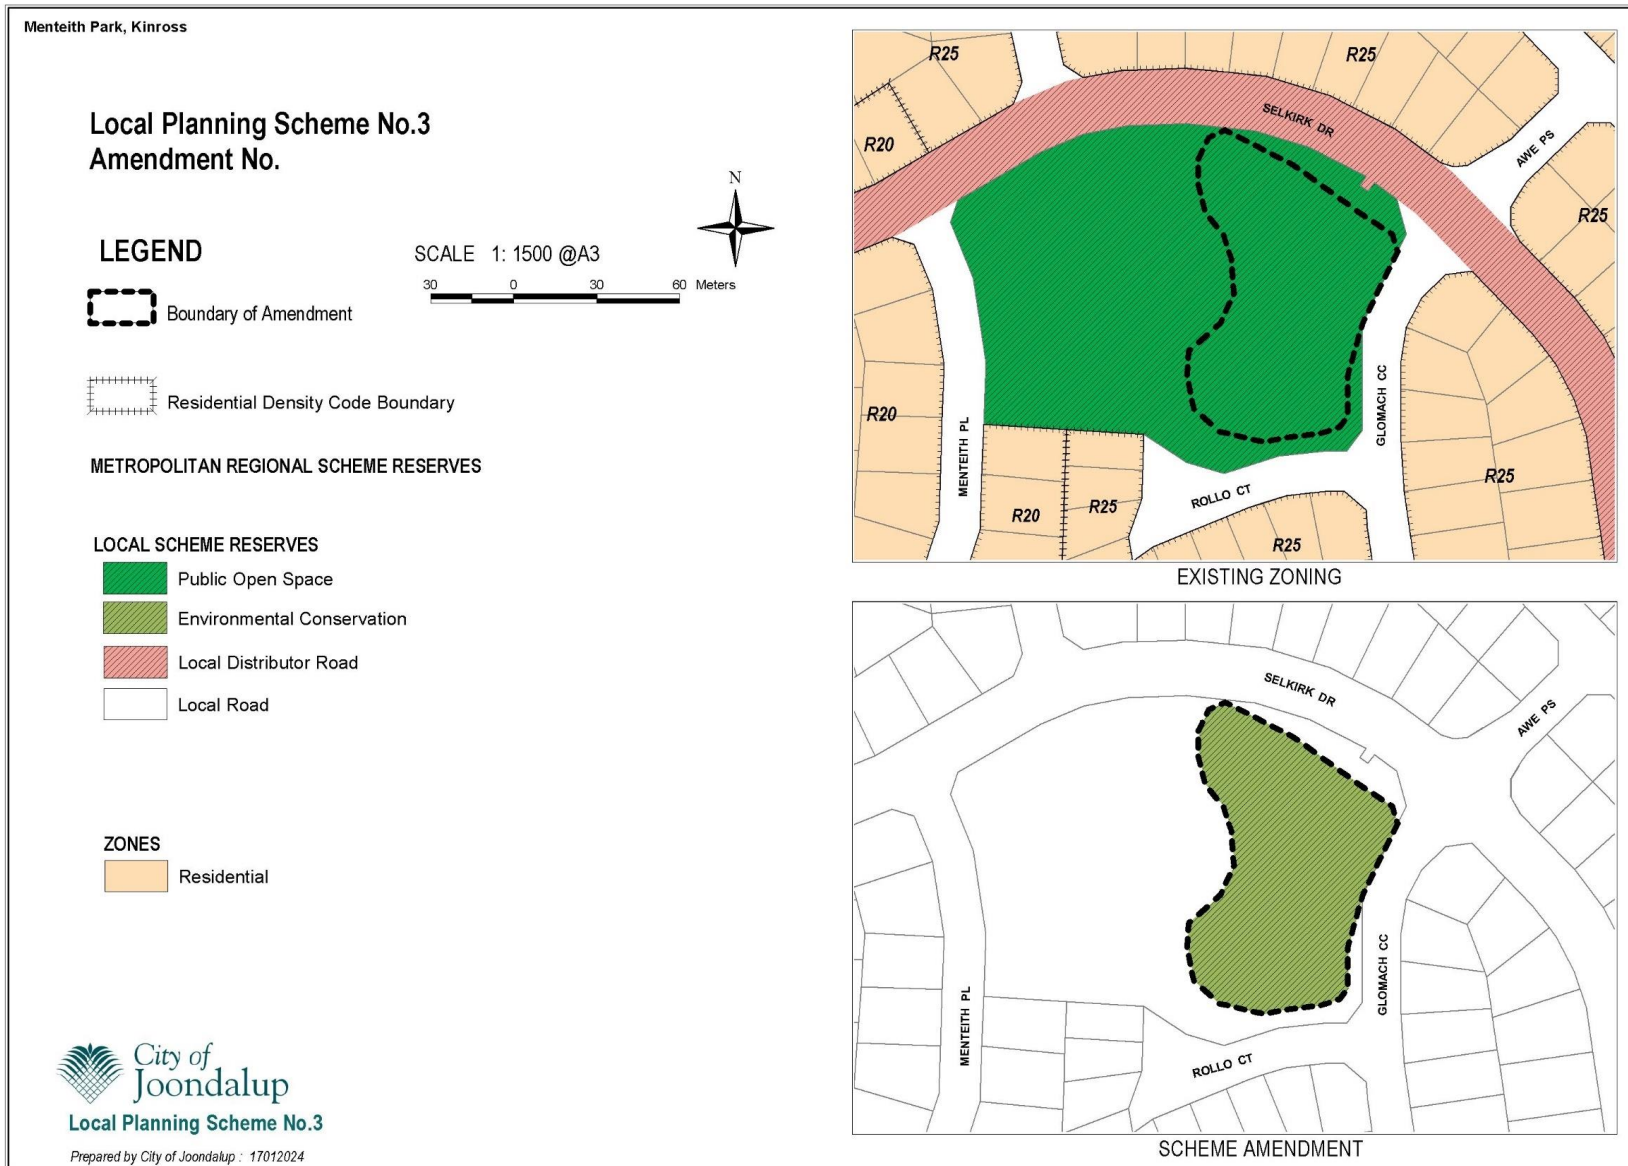 Menteith Park, Kinross
Local Planning Scheme No.3
Amendment No.
N
LEGEND
SCALE 1: 1500 @A3
30 0 30 60 Meters
Boundary of Amendment
Residential Density Code Boundary
METROPOLITAN REGIONAL SCHEME RESERVES
LOCAL SCHEME RESERVES
Public Open Space
Environmental Conservation
Local Distributor Road
Local Road
ZONES
Residential
City of
Joondalup
Local Planning Scheme No.3
Prepared by City of Joondalup : 17012024
R25
R25
SELKIRK DR
R20
AWE PS
R25
R20
MENTEITH PL
GLOMACH CC
R20
R25
ROLLO CT
R25
R25
EXISTING ZONING
SELKIRK DR
AWE PS
MENTEITH PL
GLOMACH CC
ROLLO CT
SCHEME AMENDMENT